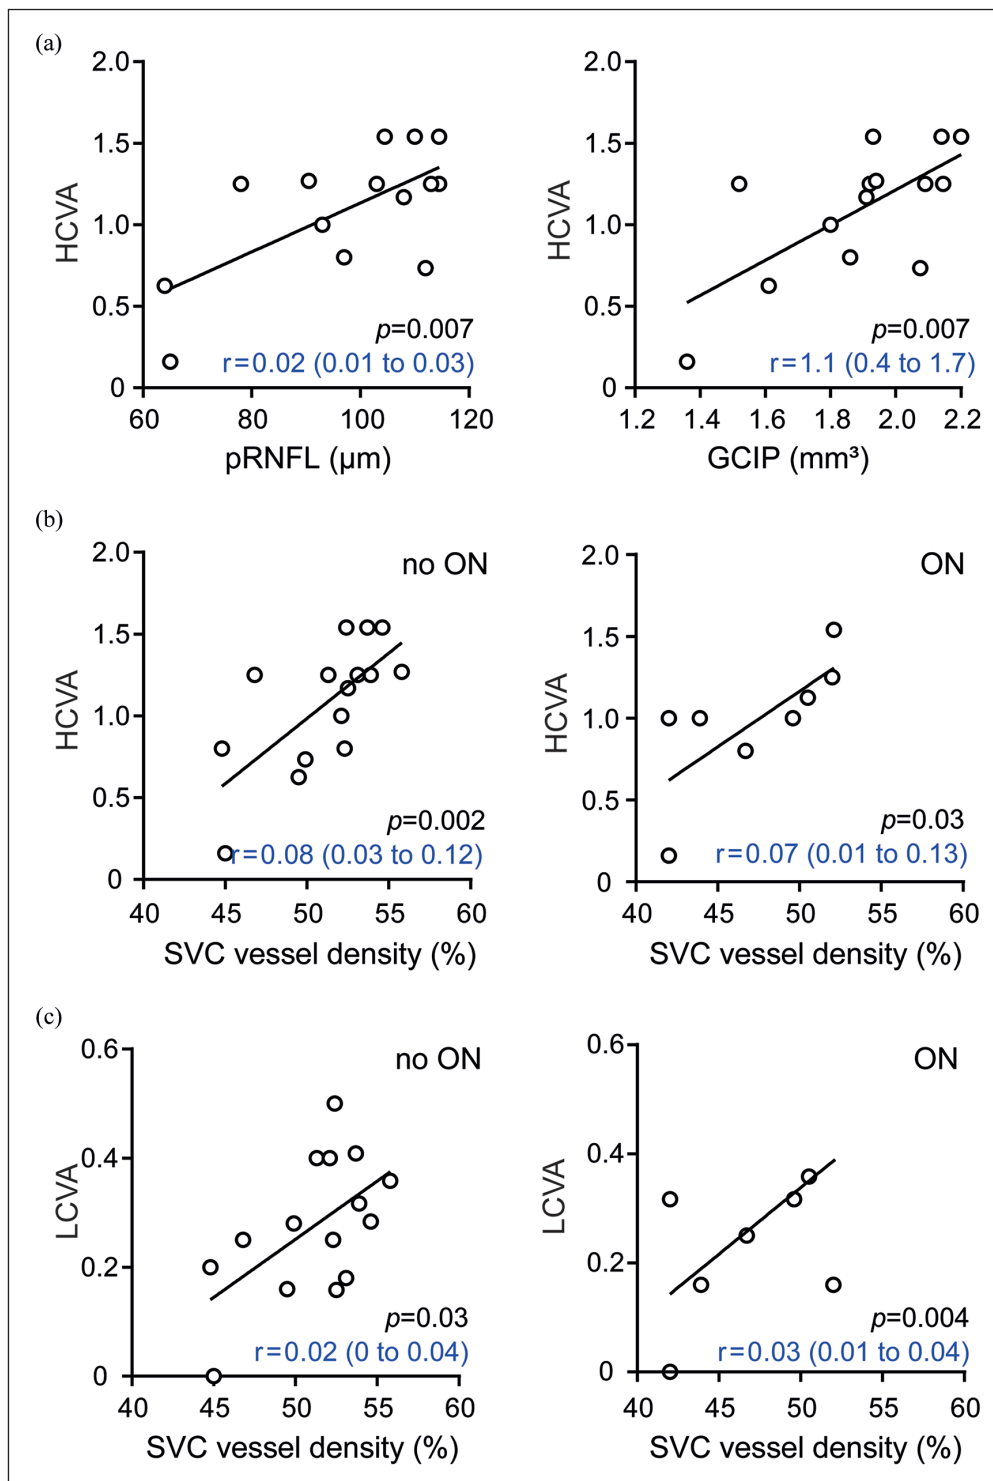 (a)
2.0
1.5
1.0
0.5
0
HCVA
p=0.007
r=0.02 (0.01 to 0.03)
60 80 100 120
pRNFL (µm)
2.0
1.5
1.0
0.5
0
HCVA
p=0.007
r=1.1 (0.4 to 1.7)
1.2 1.4 1.6 1.8 2.0 2.2
GCIP (mm³)
(b)
no ON
2.0
1.5
1.0
0.5
0
HCVA
p=0.002
r=0.08 (0.03 to 0.12)
40 45 50 55 60
SVC vessel density (%)
ON
2.0
1.5
1.0
0.5
0
HCVA
p=0.03
r=0.07 (0.01 to 0.13)
40 45 50 55 60
SVC vessel density (%)
(c)
no ON
0.6
0.4
0.2
0
LCVA
p=0.03
r=0.02 (0 to 0.04)
40 45 50 55 60
SVC vessel density (%)
ON
0.6
0.4
0.2
0
LCVA
p=0.004
r=0.03 (0.01 to 0.04)
40 45 50 55 60
SVC vessel density (%)